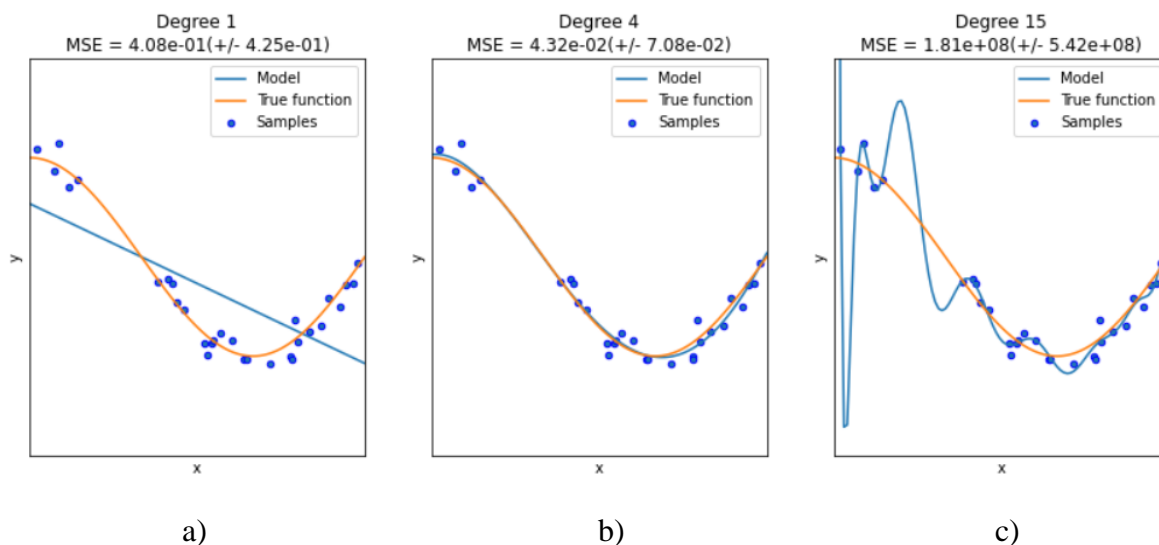 Degree 1
MSE = 4.08e-01(+/- 4.25e-01)
Model
True function
Samples
y
x
a)
Degree 4
MSE = 4.32e-02(+/- 7.08e-02)
Model
True function
Samples
y
x
b)
Degree 15
MSE = 1.81e+08(+/- 5.42e+08)
Model
True function
Samples
y
x
c)